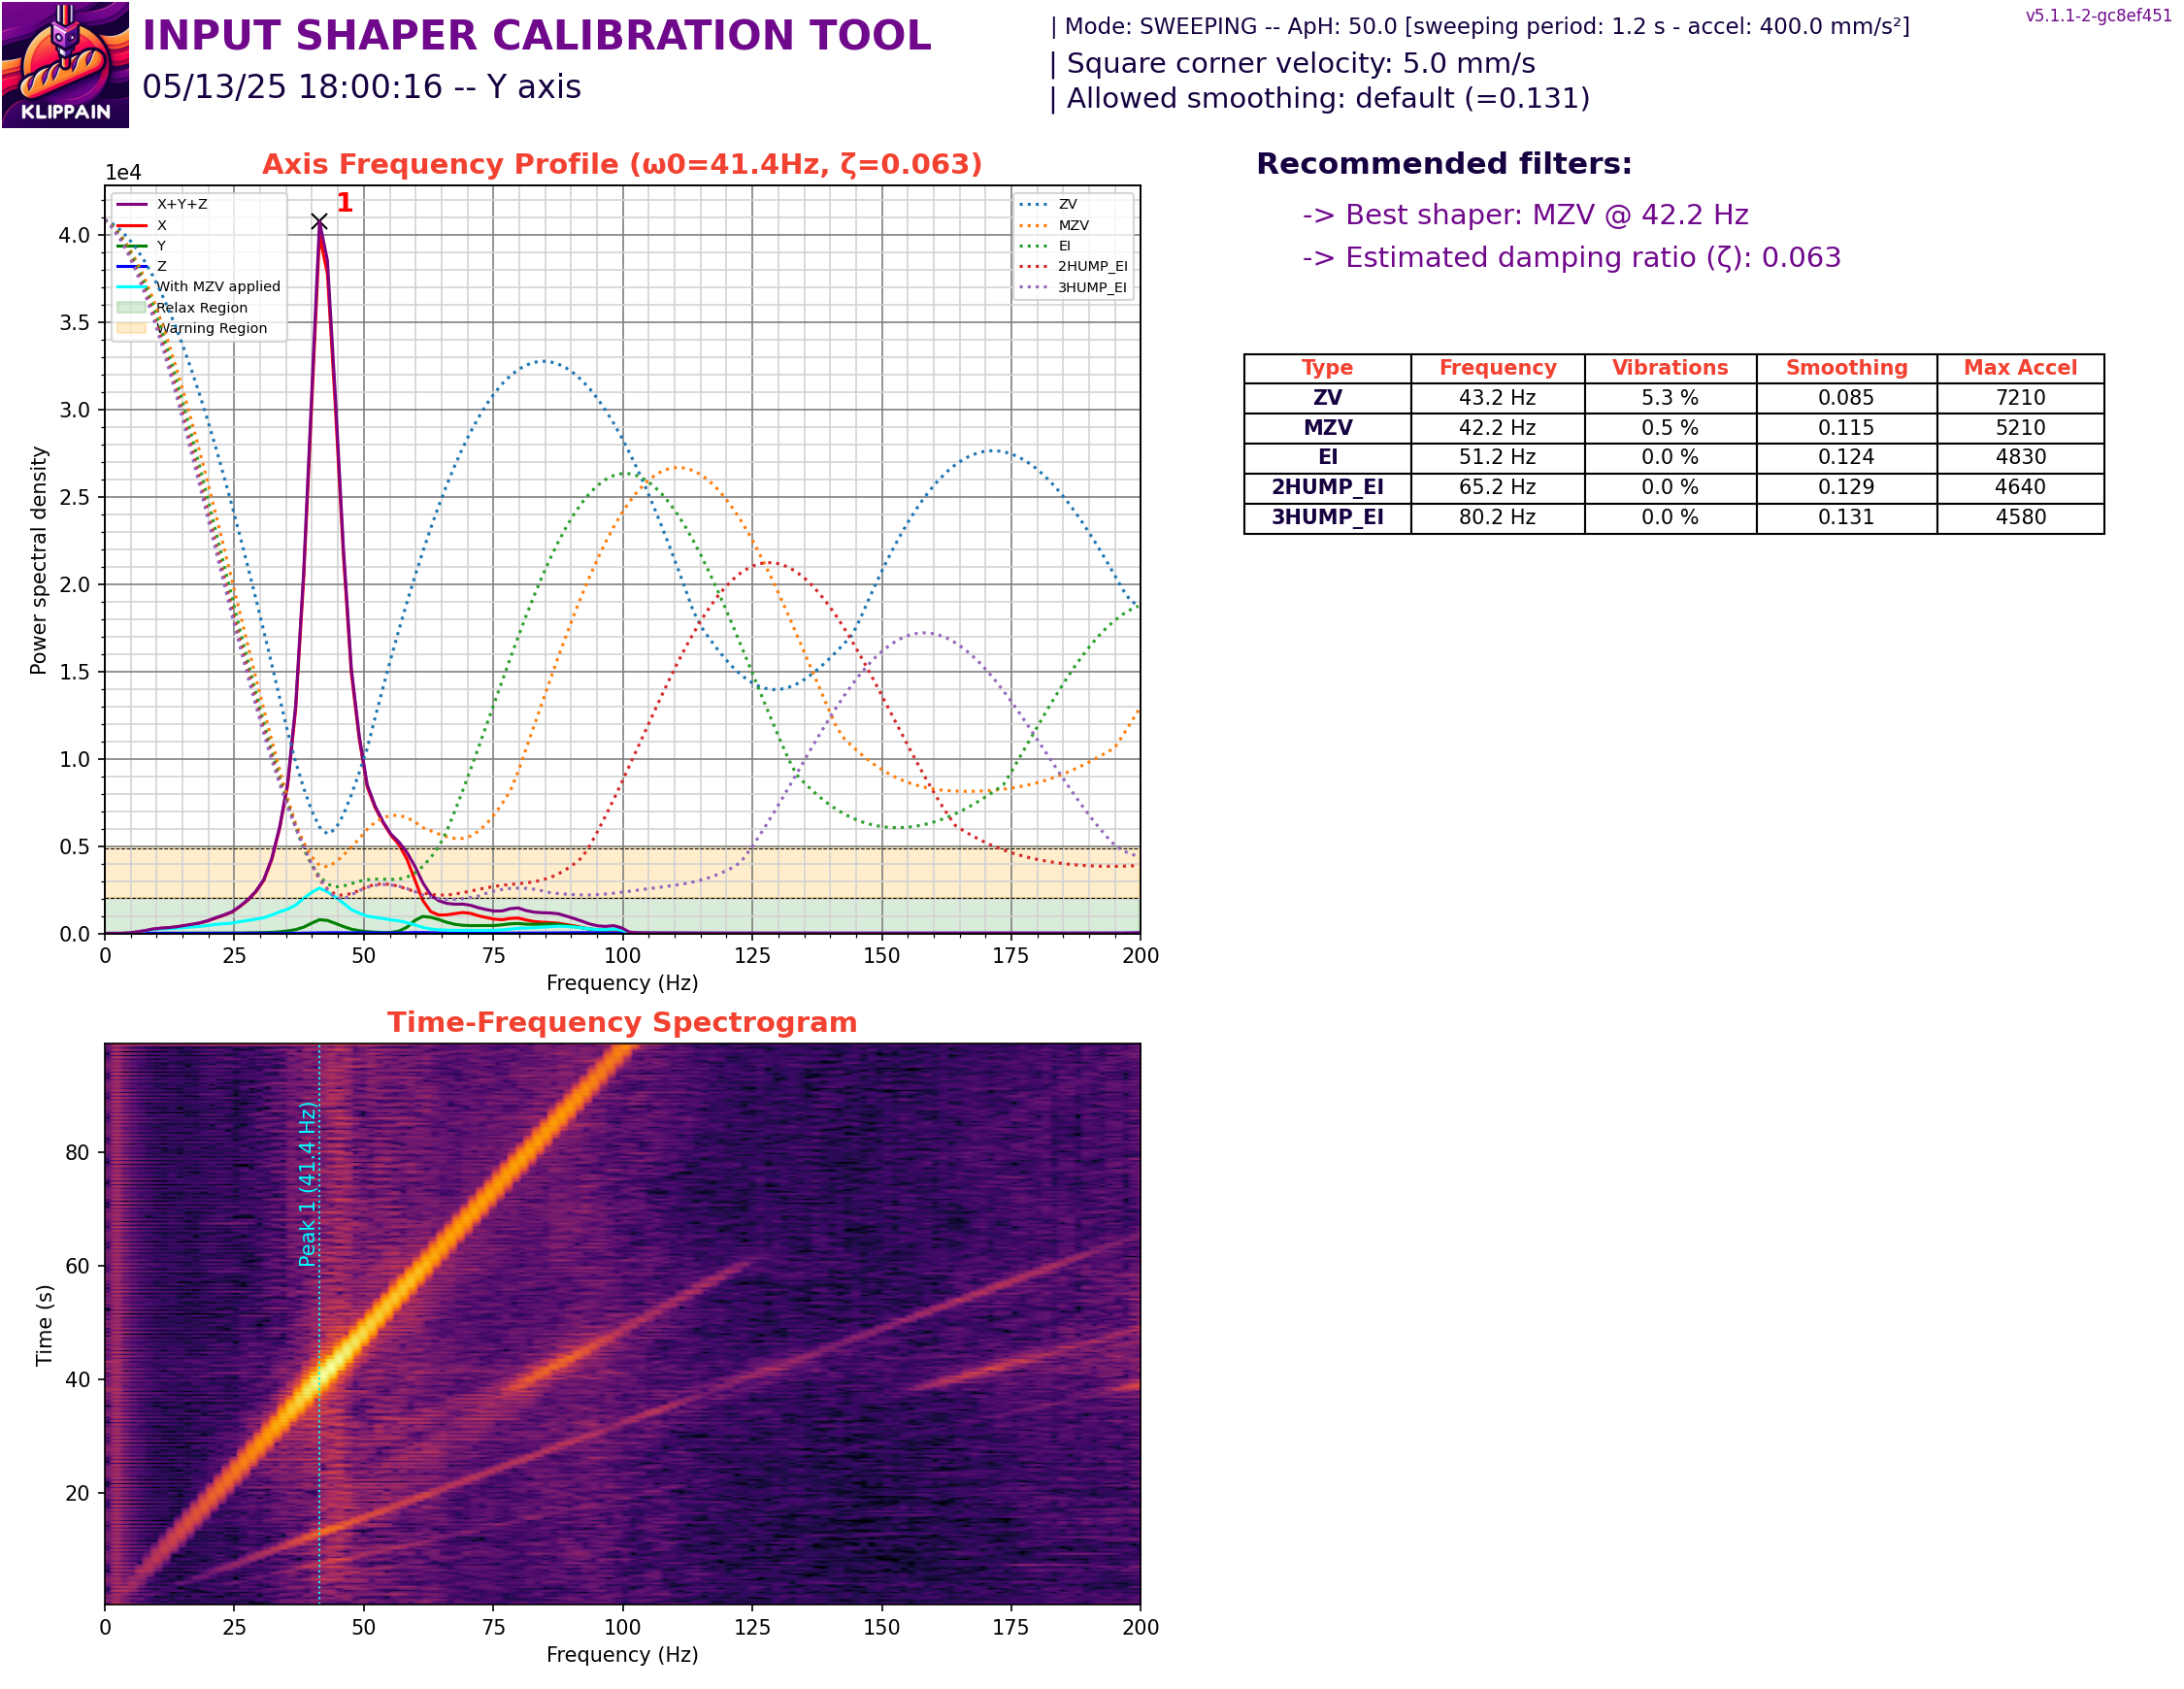 KLIPPAIN
INPUT SHAPER CALIBRATION TOOL
05/13/25 18:00:16 -- Y axis
| Mode: SWEEPING -- ApH: 50.0 [sweeping period: 1.2 s - accel: 400.0 mm/s²]
| Square corner velocity: 5.0 mm/s
| Allowed smoothing: default (=0.131)
v5.1.1-2-gc8ef451
Axis Frequency Profile (ω0=41.4Hz, ζ=0.063)
1e4
X+Y+Z
X
Y
Z
With MZV applied
Relax Region
Warning Region
1
ZV
MZV
EI
2HUMP_EI
3HUMP_EI
Power spectral density
4.0
3.5
3.0
2.5
2.0
1.5
1.0
0.5
0.0
0 25 50 75 100 125 150 175 200
Frequency (Hz)
Recommended filters:
-> Best shaper: MZV @ 42.2 Hz
-> Estimated damping ratio (ζ): 0.063
Type Frequency Vibrations Smoothing Max Accel
ZV 43.2 Hz 5.3 % 0.085 7210
MZV 42.2 Hz 0.5 % 0.115 5210
EI 51.2 Hz 0.0 % 0.124 4830
2HUMP_EI 65.2 Hz 0.0 % 0.129 4640
3HUMP_EI 80.2 Hz 0.0 % 0.131 4580
Time-Frequency Spectrogram
Peak 1 (41.4 Hz)
Time (s)
80
60
40
20
0 25 50 75 100 125 150 175 200
Frequency (Hz)